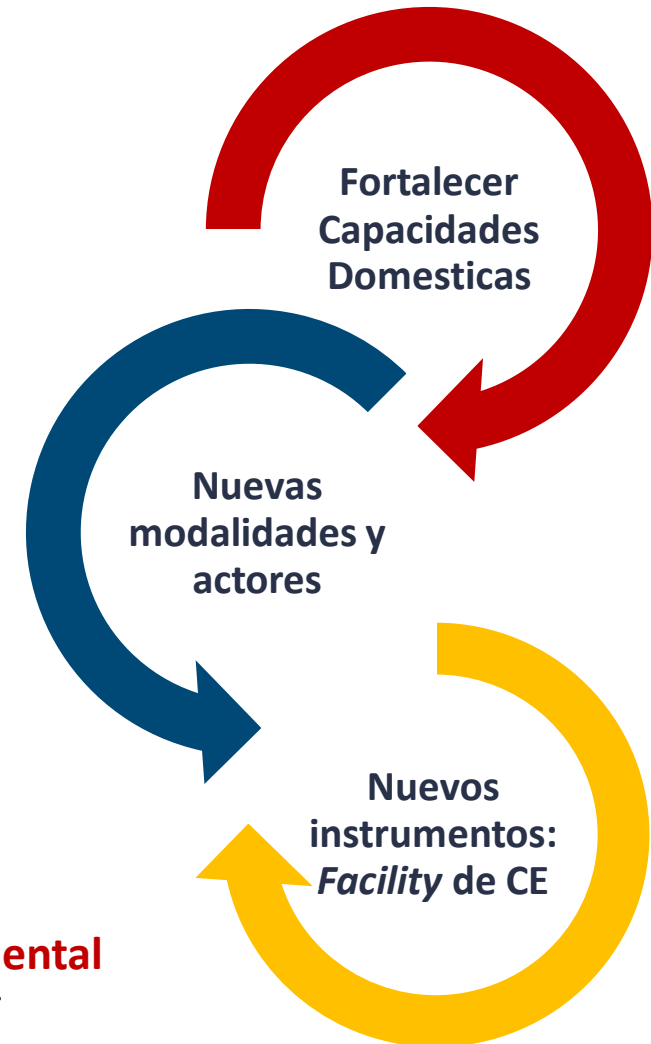 Fortalecer
Capacidades
Domesticas
Nuevas
modalidades y
actores
Nuevos
instrumentos:
Facility de CE
ental